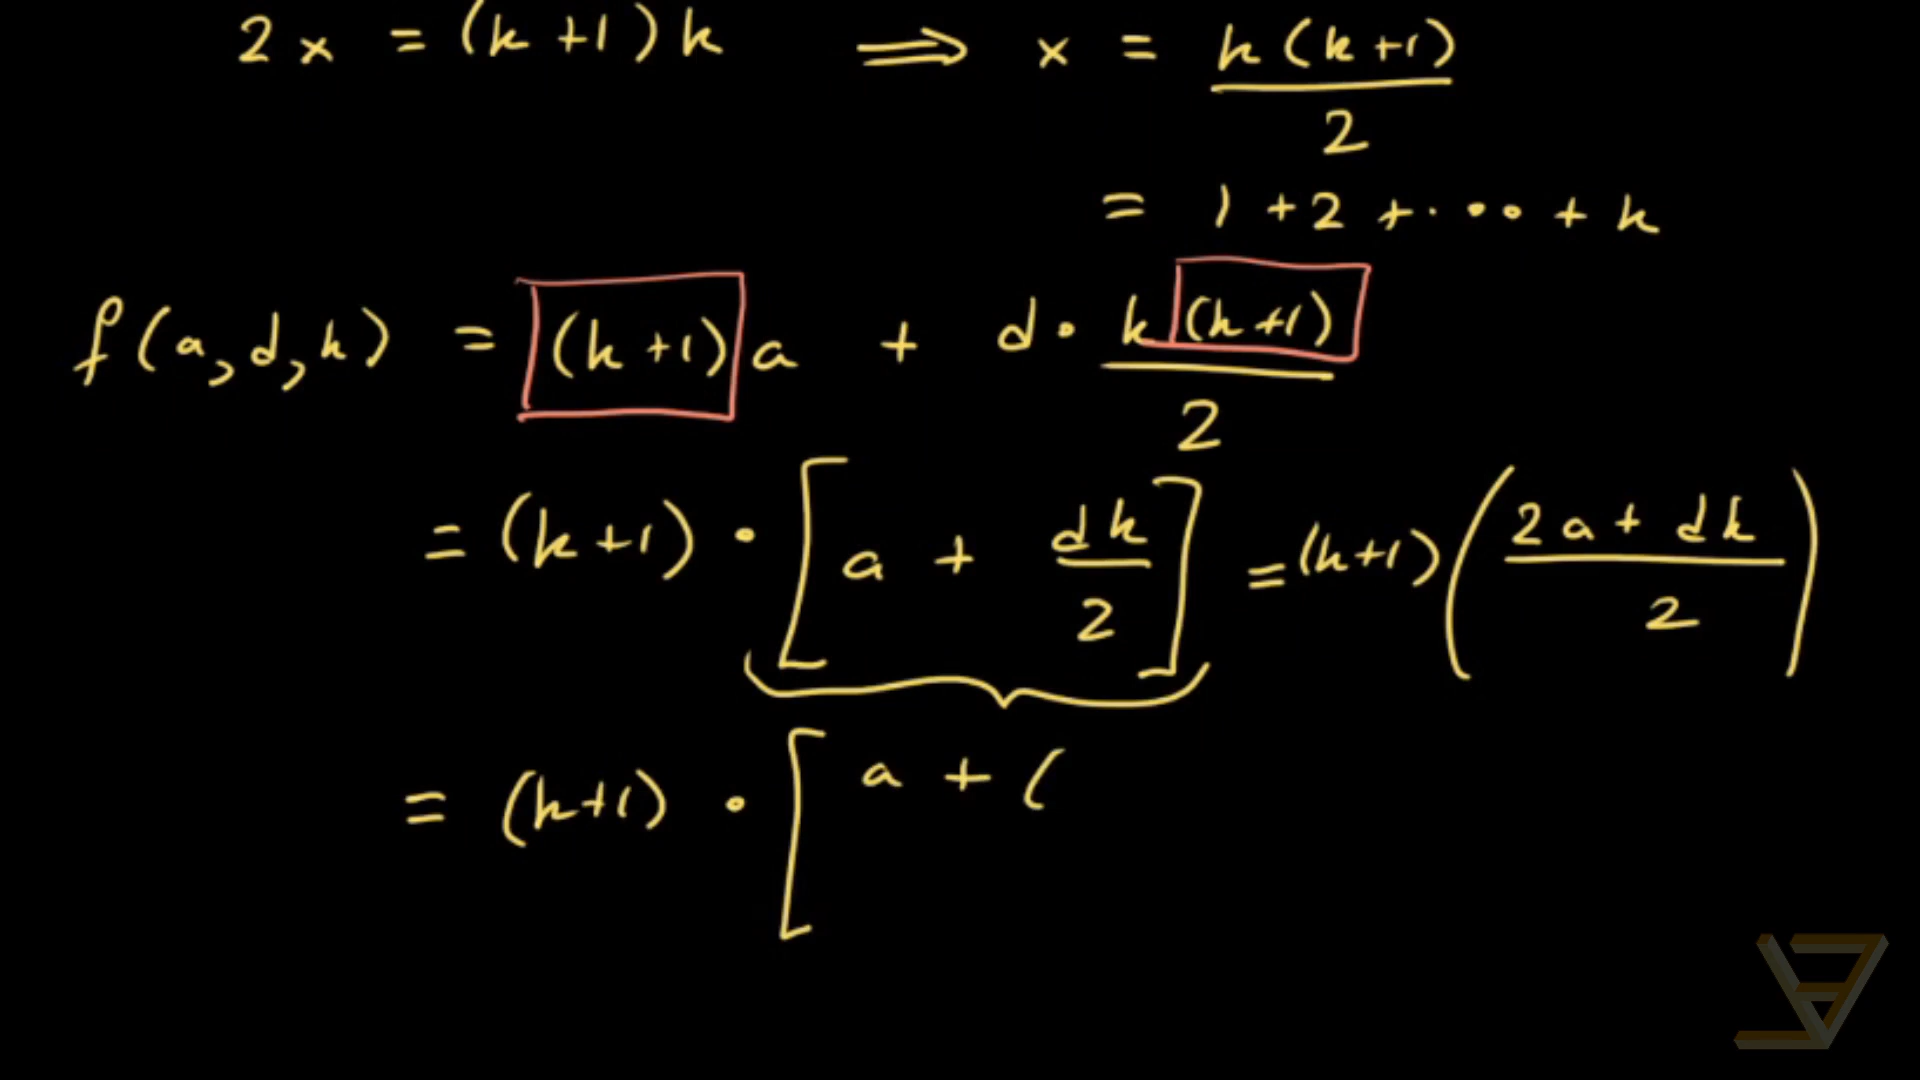 2x = (k+1)k ⟹ x = k(k+1)/2
= 1 + 2 + ···· + k
f(a,d,k) = (k+1)a + d · k(k+1)/2
= (k+1) · [a + dk/2] = (k+1)(2a + dk/2)
= (k+1) · [a + (